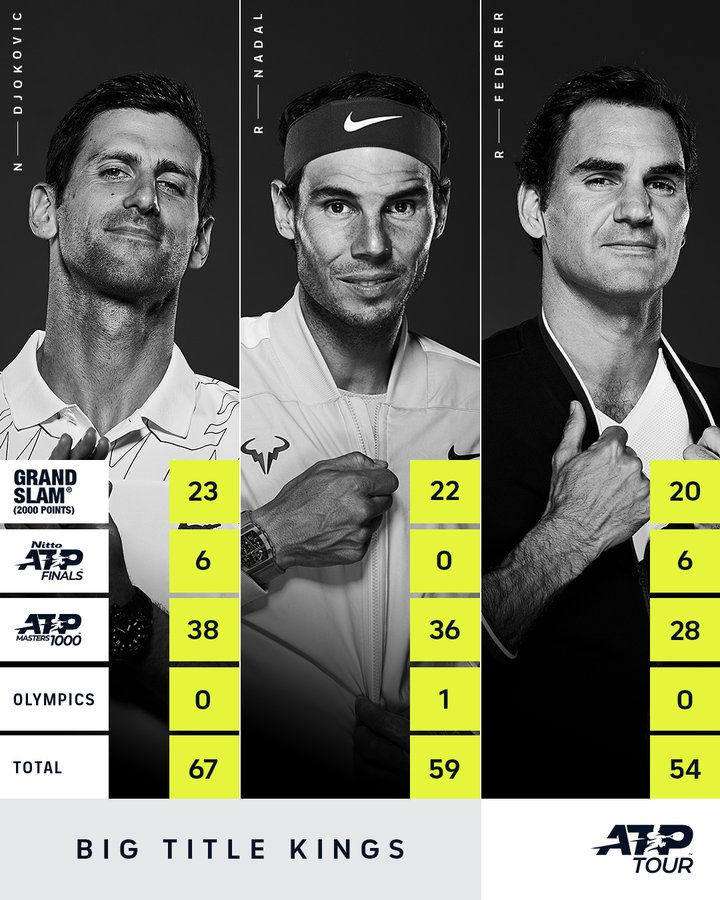 N — DJOKOVIC
R — NADAL
R — FEDERER
GRAND SLAM®
(2000 POINTS)
23 22 20
Nitto
ATP
FINALS
6 0 6
ATP
MASTERS 1000
38 36 28
OLYMPICS 0 1 0
TOTAL 67 59 54
BIG TITLE KINGS
ATP
TOUR